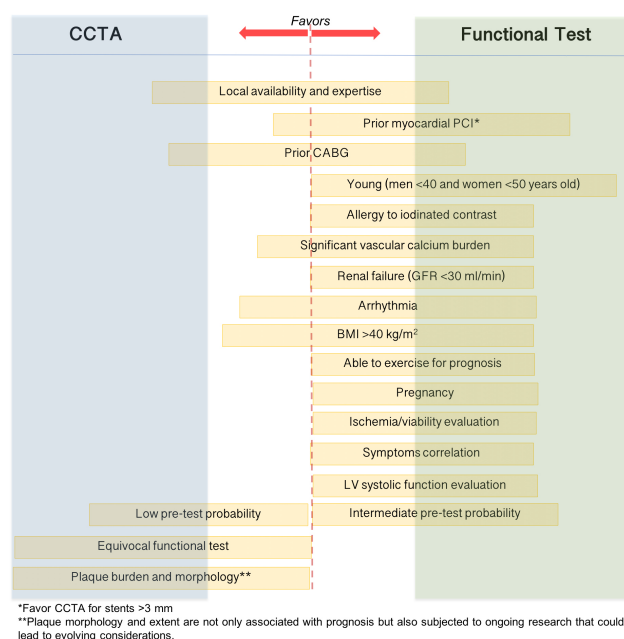 Favors
CCTA
Functional Test
Local availability and expertise
Prior myocardial PCI*
Prior CABG
Young (men <40 and women <50 years old)
Allergy to iodinated contrast
Significant vascular calcium burden
Renal failure (GFR <30 ml/min)
Arrhythmia
BMI >40 kg/m²
Able to exercise for prognosis
Pregnancy
Ischemia/viability evaluation
Symptoms correlation
LV systolic function evaluation
Low pre-test probability
Intermediate pre-test probability
Equivocal functional test
Plaque burden and morphology**
*Favor CCTA for stents >3 mm
**Plaque morphology and extent are not only associated with prognosis but also subjected to ongoing research that could
lead to evolving considerations.